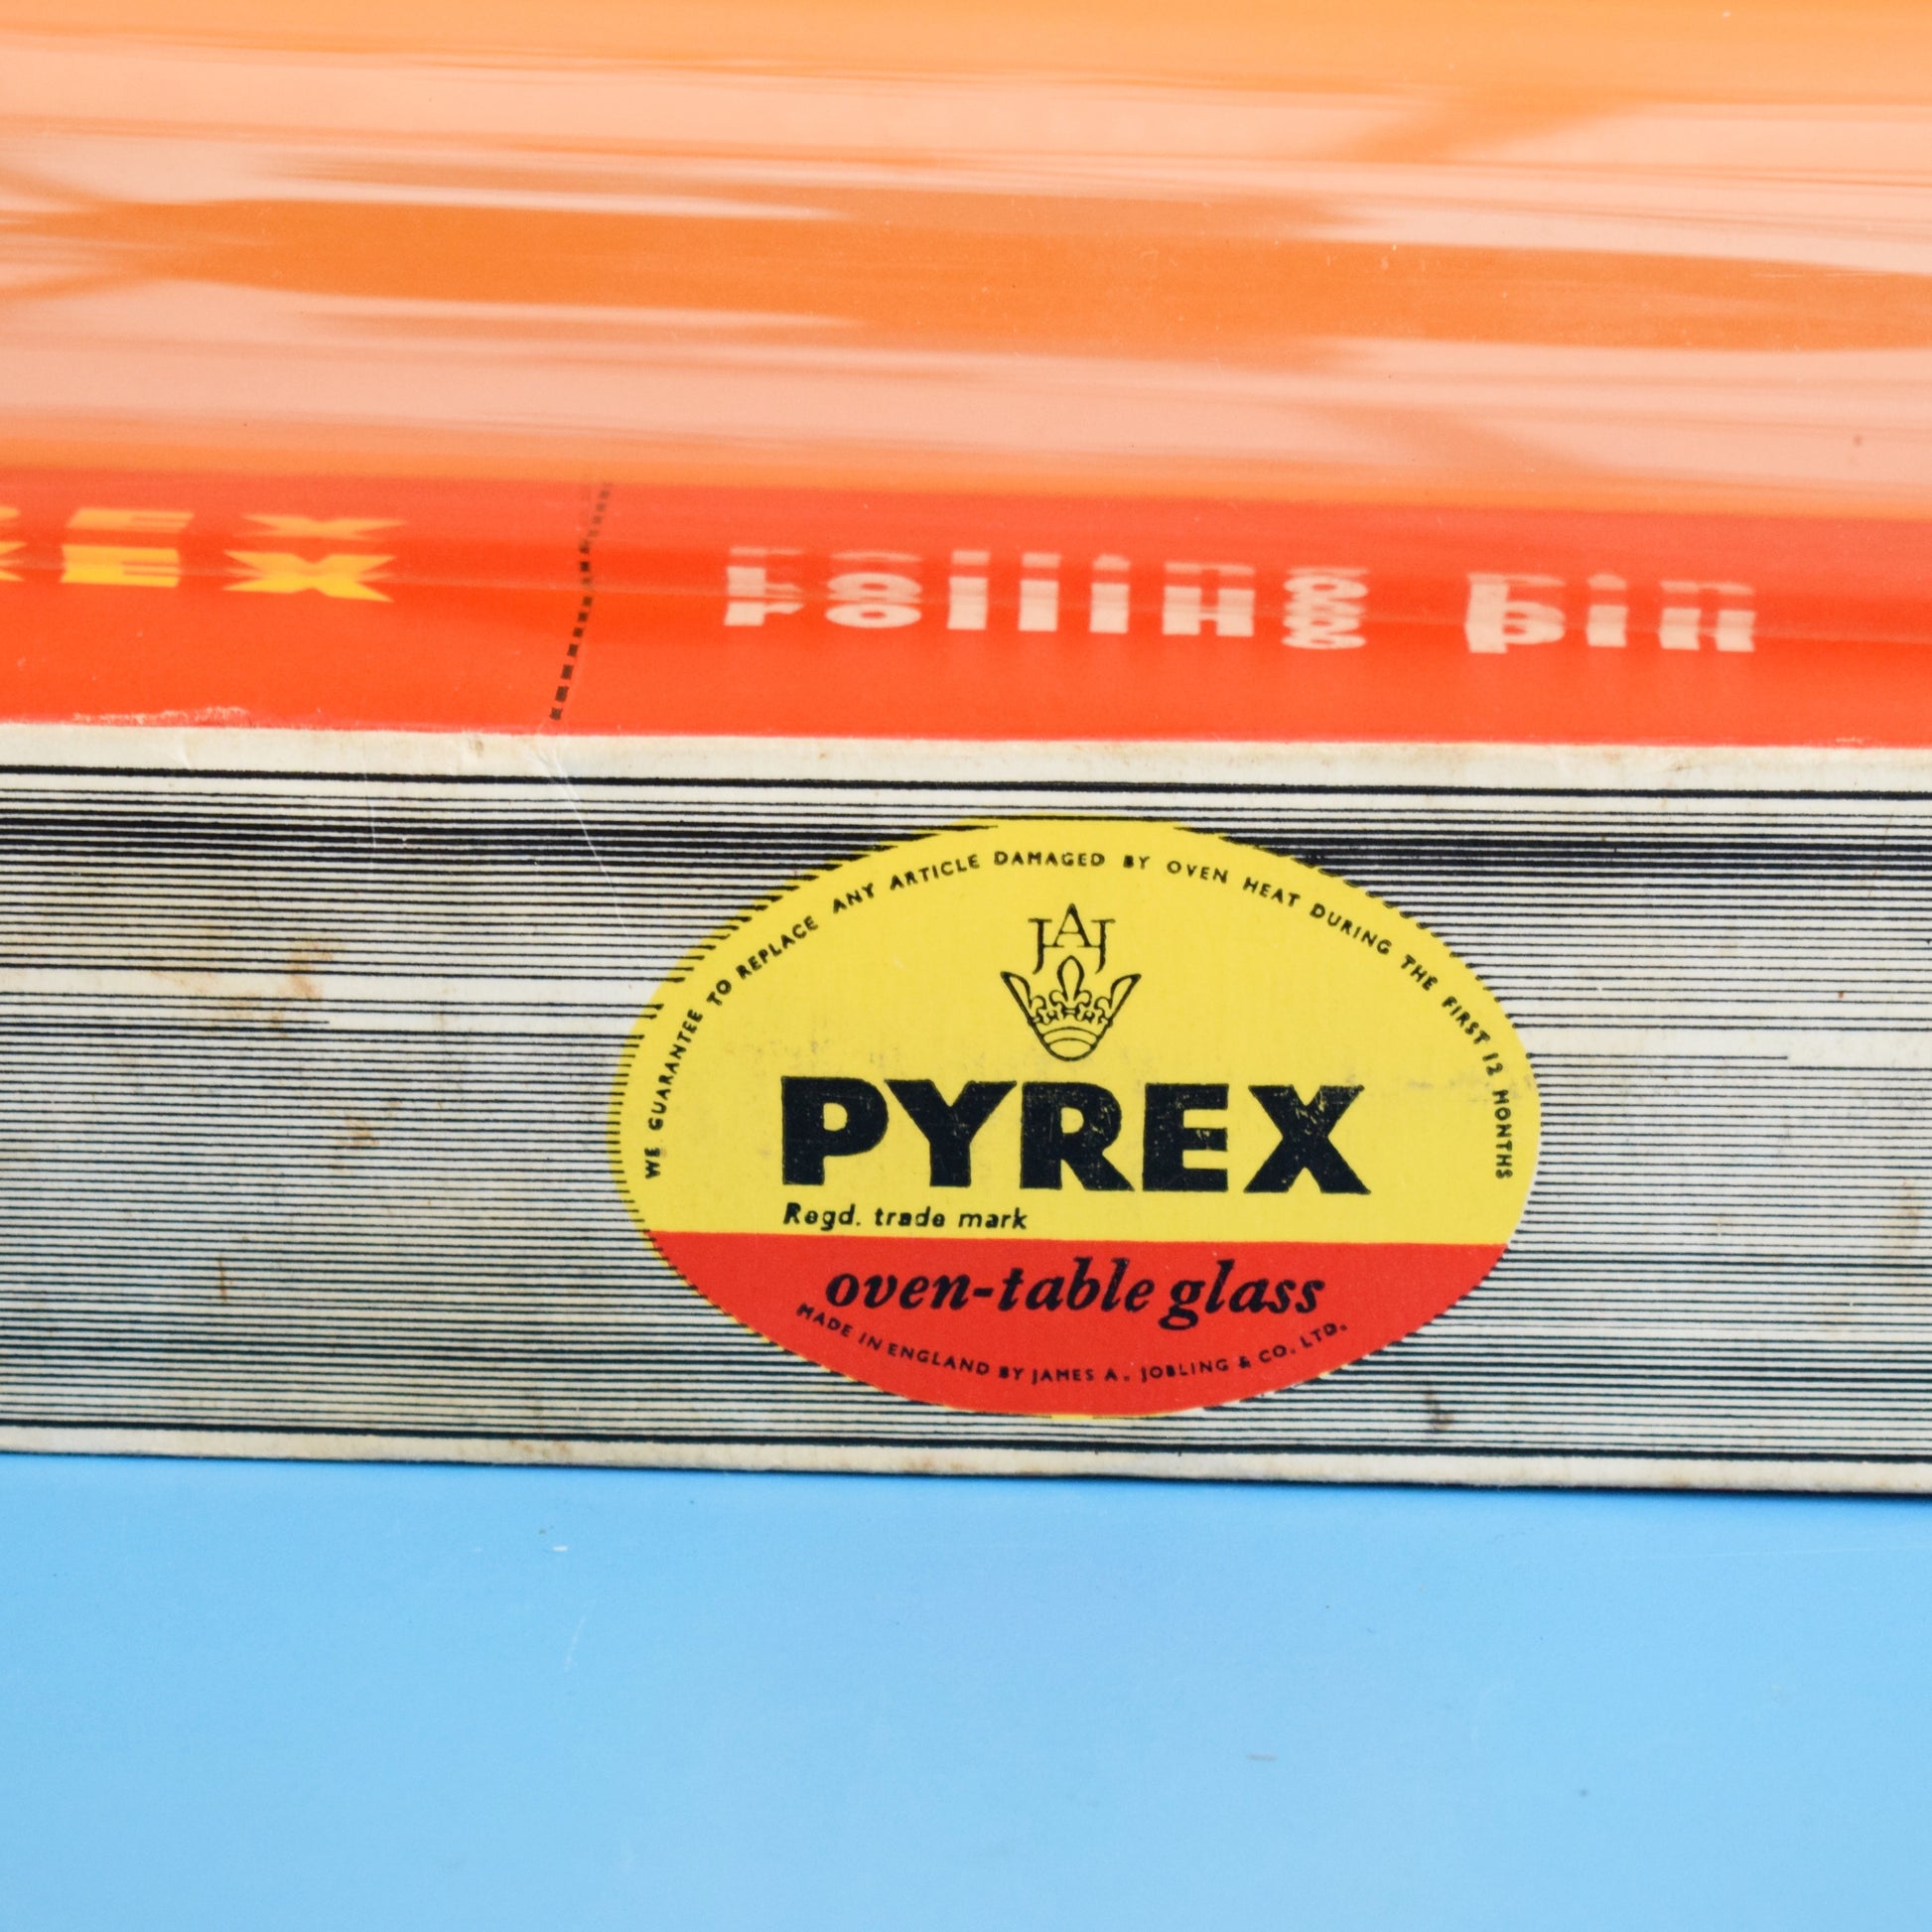 REX
rolling pin
WE GUARANTEE TO REPLACE ANY ARTICLE DAMAGED BY OVEN HEAT DURING THE FIRST 12 MONTHS
JAJ
PYREX
Regd. trade mark
oven-table glass
MADE IN ENGLAND BY JAMES A. JOBLING & CO. LTD.